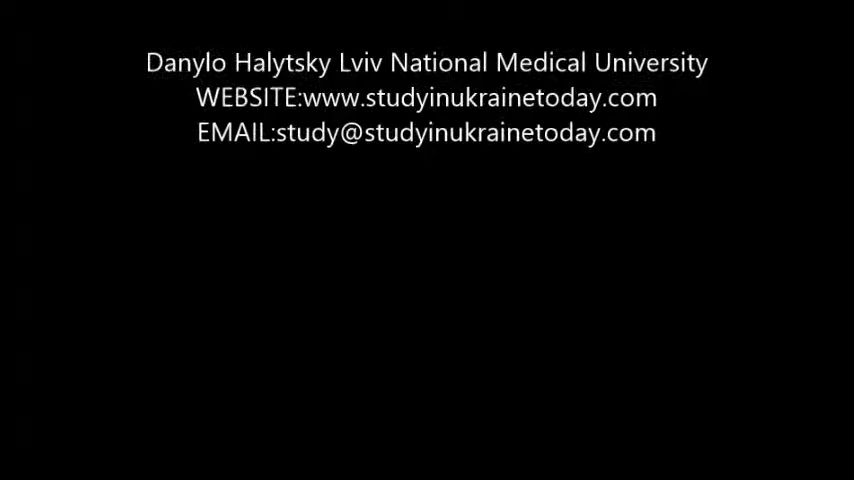 Danylo Halytsky Lviv National Medical University
WEBSITE:www.studyinukrainetoday.com
EMAIL:study@studyinukrainetoday.com